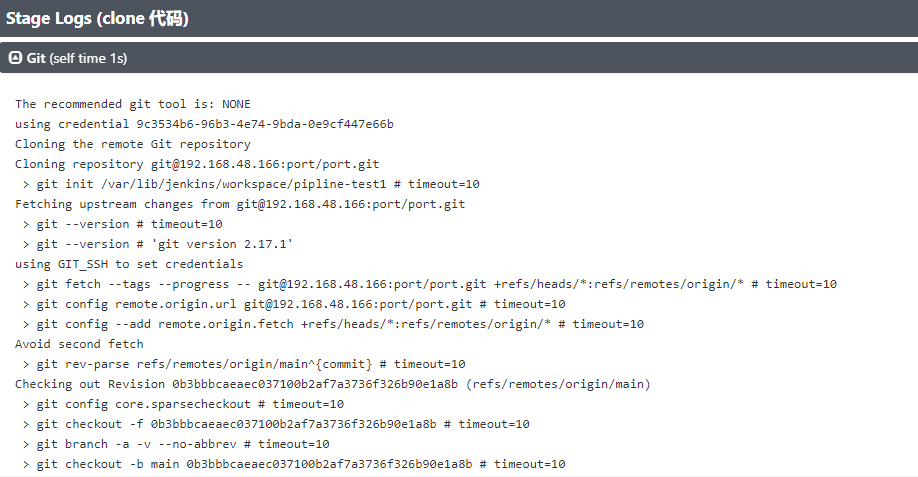 Stage Logs (clone 代码)
Git (self time 1s)
The recommended git tool is: NONE
using credential 9c3534b6-96b3-4e74-9bda-0e9cf447e66b
Cloning the remote Git repository
Cloning repository git@192.168.48.166:port/port.git
> git init /var/lib/jenkins/workspace/pipline-test1 # timeout=10
Fetching upstream changes from git@192.168.48.166:port/port.git
> git --version # timeout=10
> git --version # 'git version 2.17.1'
using GIT_SSH to set credentials
> git fetch --tags --progress -- git@192.168.48.166:port/port.git +refs/heads/*:refs/remotes/origin/* # timeout=10
> git config remote.origin.url git@192.168.48.166:port/port.git # timeout=10
> git config --add remote.origin.fetch +refs/heads/*:refs/remotes/origin/* # timeout=10
Avoid second fetch
> git rev-parse refs/remotes/origin/main^{commit} # timeout=10
Checking out Revision 0b3bbbcaeaec037100b2af7a3736f326b90e1a8b (refs/remotes/origin/main)
> git config core.sparsecheckout # timeout=10
> git checkout -f 0b3bbbcaeaec037100b2af7a3736f326b90e1a8b # timeout=10
> git branch -a -v --no-abbrev # timeout=10
> git checkout -b main 0b3bbbcaeaec037100b2af7a3736f326b90e1a8b # timeout=10